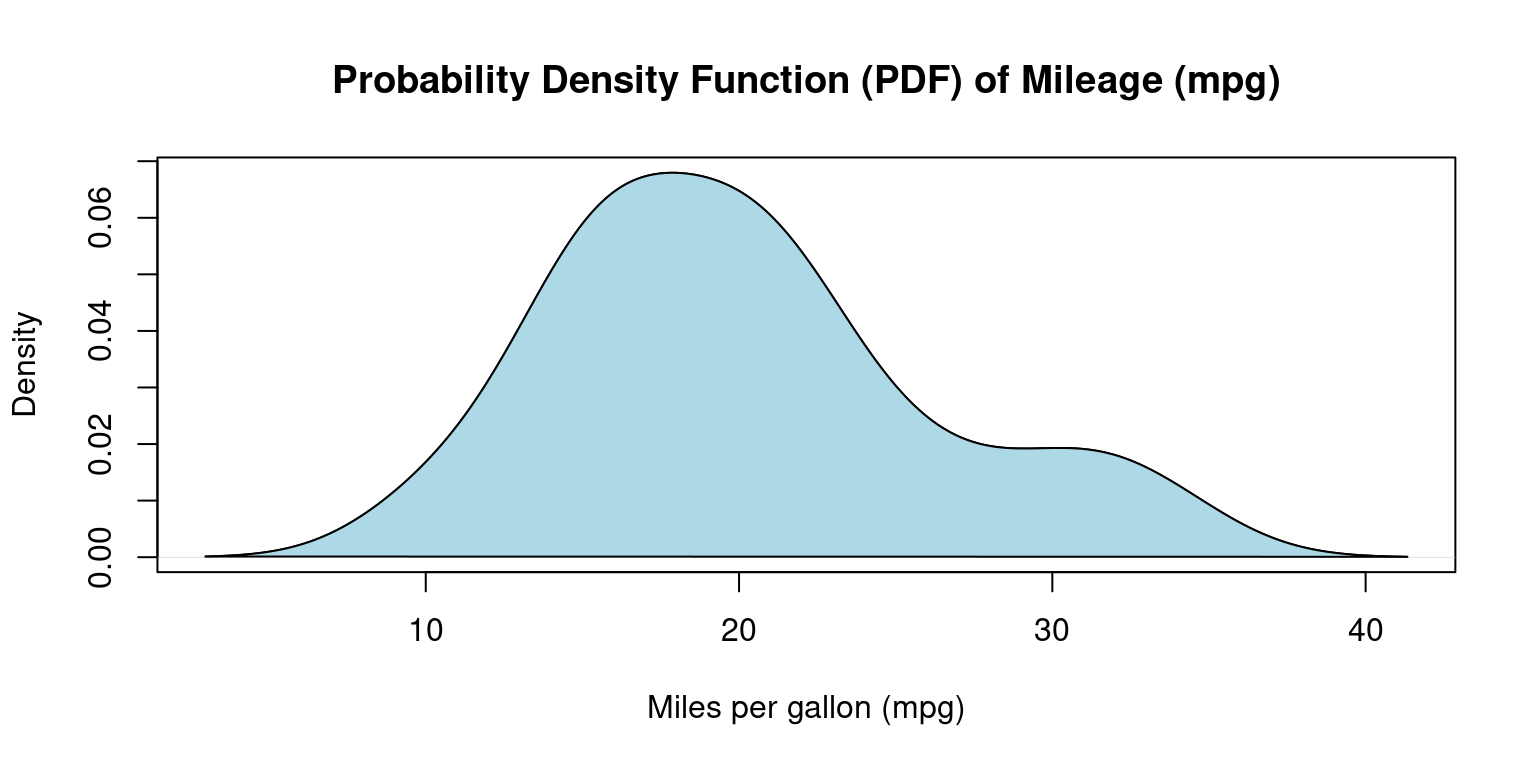 Probability Density Function (PDF) of Mileage (mpg)
Density
0.06
0.04
0.02
0.00
10 20 30 40
Miles per gallon (mpg)